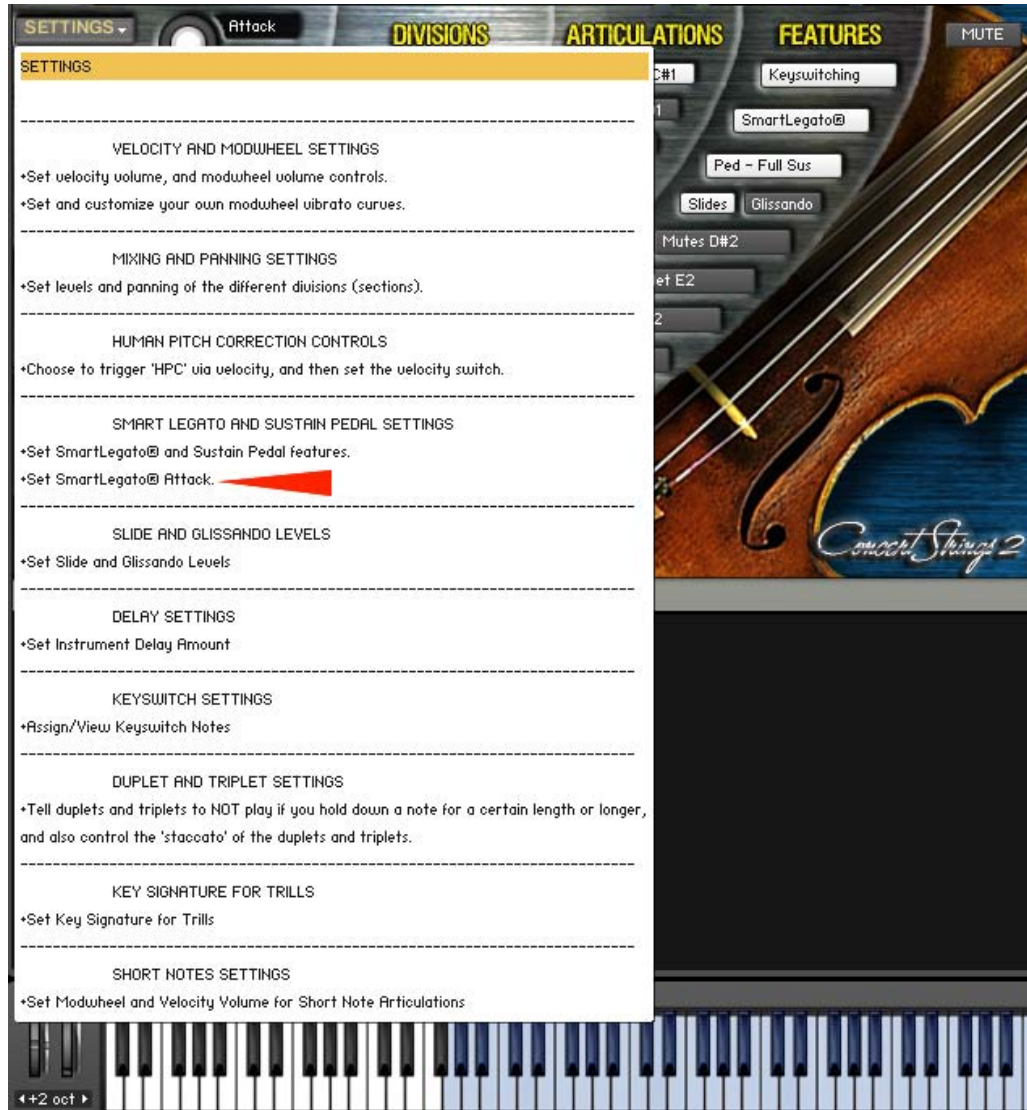 SETTINGS
Attack
DIVISIONS
ARTICULATIONS
FEATURES
MUTE
SETTINGS
VELOCITY AND MODWHEEL SETTINGS
+Set velocity volume, and modwheel volume controls.
+Set and customize your own modwheel vibrato curves.
MIXING AND PANNING SETTINGS
+Set levels and panning of the different divisions (sections).
HUMAN PITCH CORRECTION CONTROLS
+Choose to trigger 'HPC' via velocity, and then set the velocity switch.
SMART LEGATO AND SUSTAIN PEDAL SETTINGS
+Set SmartLegato® and Sustain Pedal features.
+Set SmartLegato® Attack.
SLIDE AND GLISSANDO LEVELS
+Set Slide and Glissando Levels
DELAY SETTINGS
+Set Instrument Delay Amount
KEYSWITCH SETTINGS
+Assign/View Keyswitch Notes
DUPLET AND TRIPLET SETTINGS
+Tell duplets and triplets to NOT play if you hold down a note for a certain length or longer,
and also control the 'staccato' of the duplets and triplets.
KEY SIGNATURE FOR TRILLS
+Set Key Signature for Trills
SHORT NOTES SETTINGS
+Set Modwheel and Velocity Volume for Short Note Articulations
C#1
Keyswitching
1
SmartLegato®
Ped - Full Sus
Slides
Glissando
Mutes D#2
et E2
2
Concert Strings 2
+2 oct